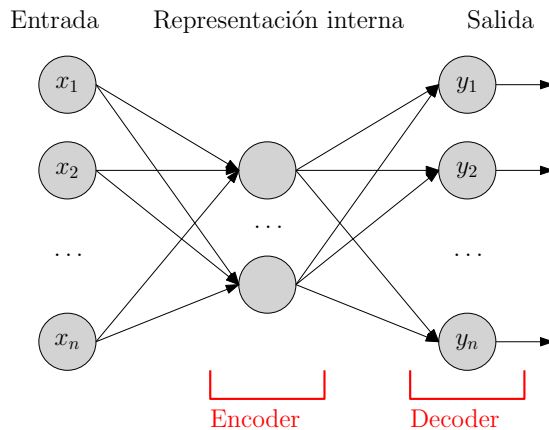 Entrada Representación interna Salida
x₁ y₁
x₂ y₂
...
... ...
xₙ yₙ
Encoder Decoder